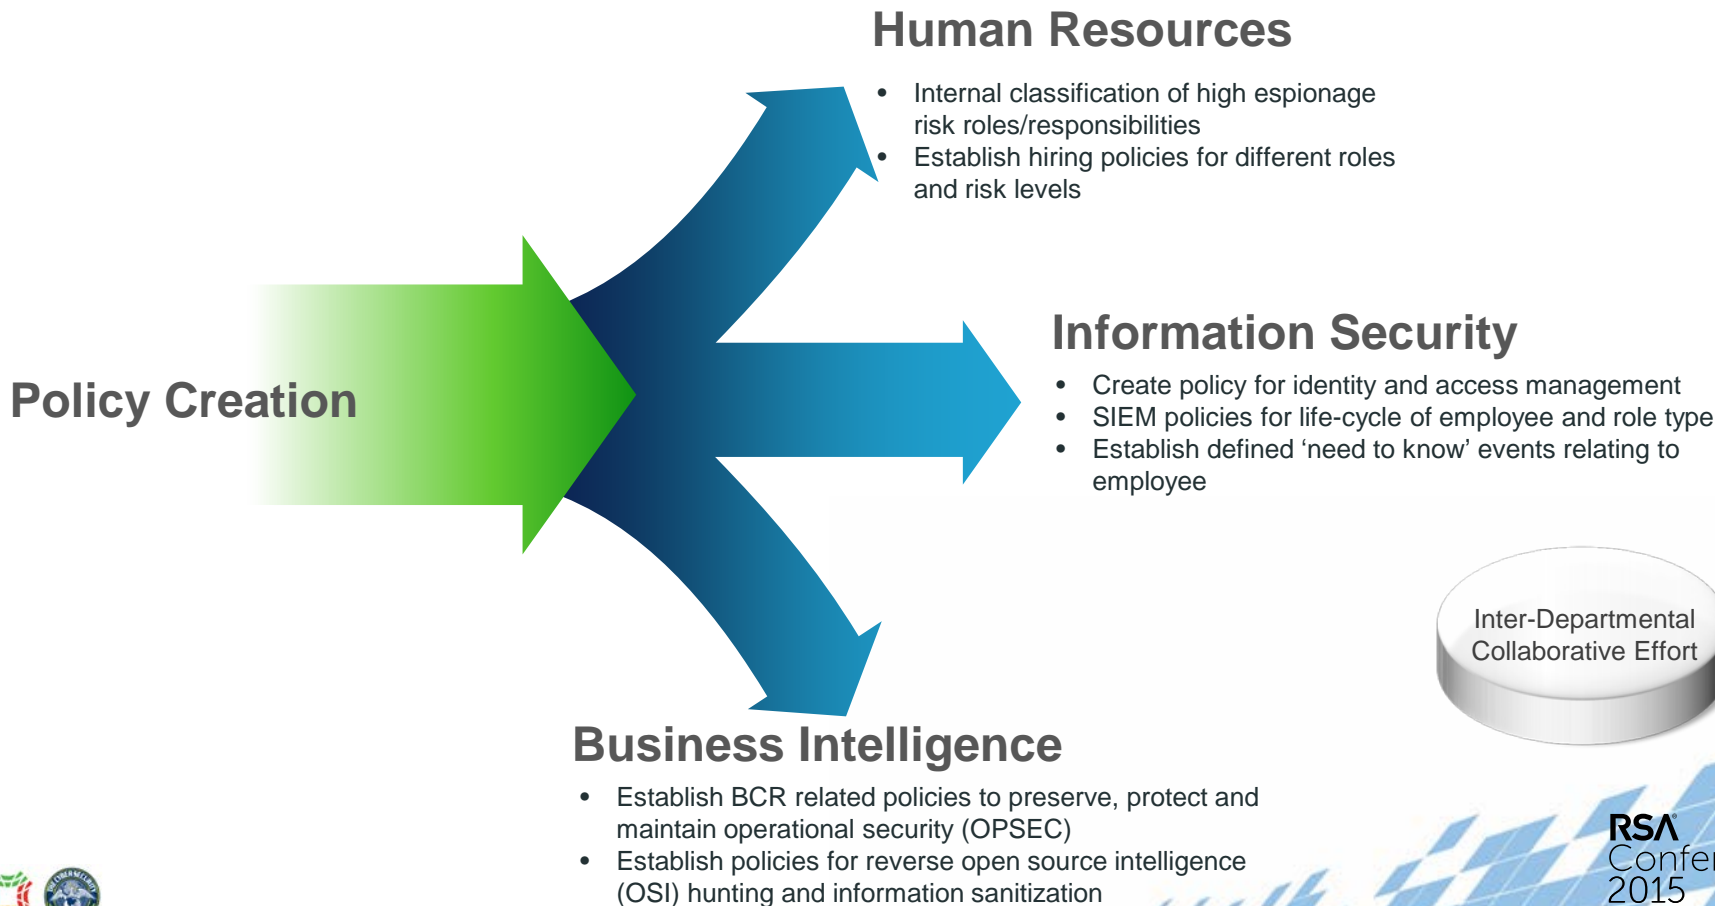 Human Resources
• Internal classification of high espionage
risk roles/responsibilities
• Establish hiring policies for different roles
and risk levels
Policy Creation
Information Security
• Create policy for identity and access management
• SIEM policies for life-cycle of employee and role type
• Establish defined ‘need to know’ events relating to
employee
Inter-Departmental
Collaborative Effort
Business Intelligence
• Establish BCR related policies to preserve, protect and
maintain operational security (OPSEC)
• Establish policies for reverse open source intelligence
(OSI) hunting and information sanitization
RSA
Confe
2015